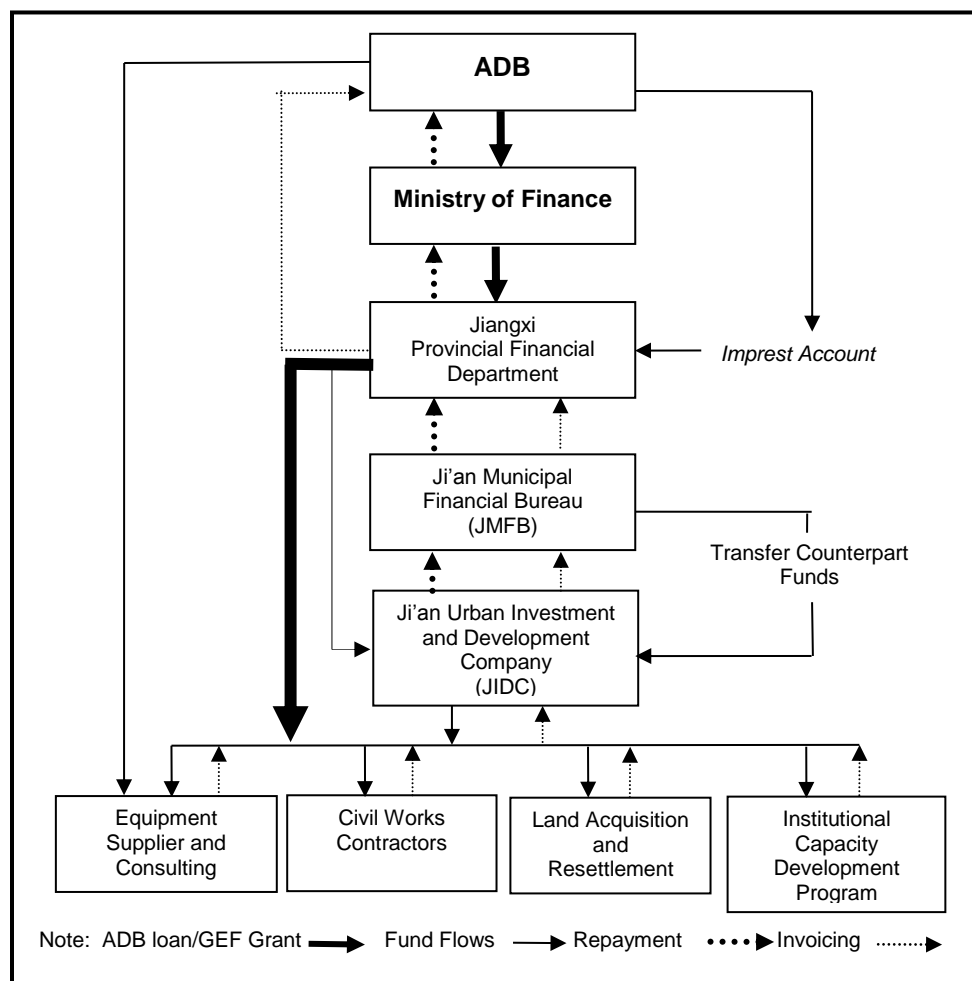 ADB
Ministry of Finance
Jiangxi
Provincial Financial
Department
Imprest Account
Ji’an Municipal
Financial Bureau
(JMFB)
Transfer Counterpart
Funds
Ji’an Urban Investment
and Development
Company
(JIDC)
Equipment
Supplier and
Consulting
Civil Works
Contractors
Land Acquisition
and
Resettlement
Institutional
Capacity
Development
Program
Note: ADB loan/GEF Grant Fund Flows Repayment Invoicing